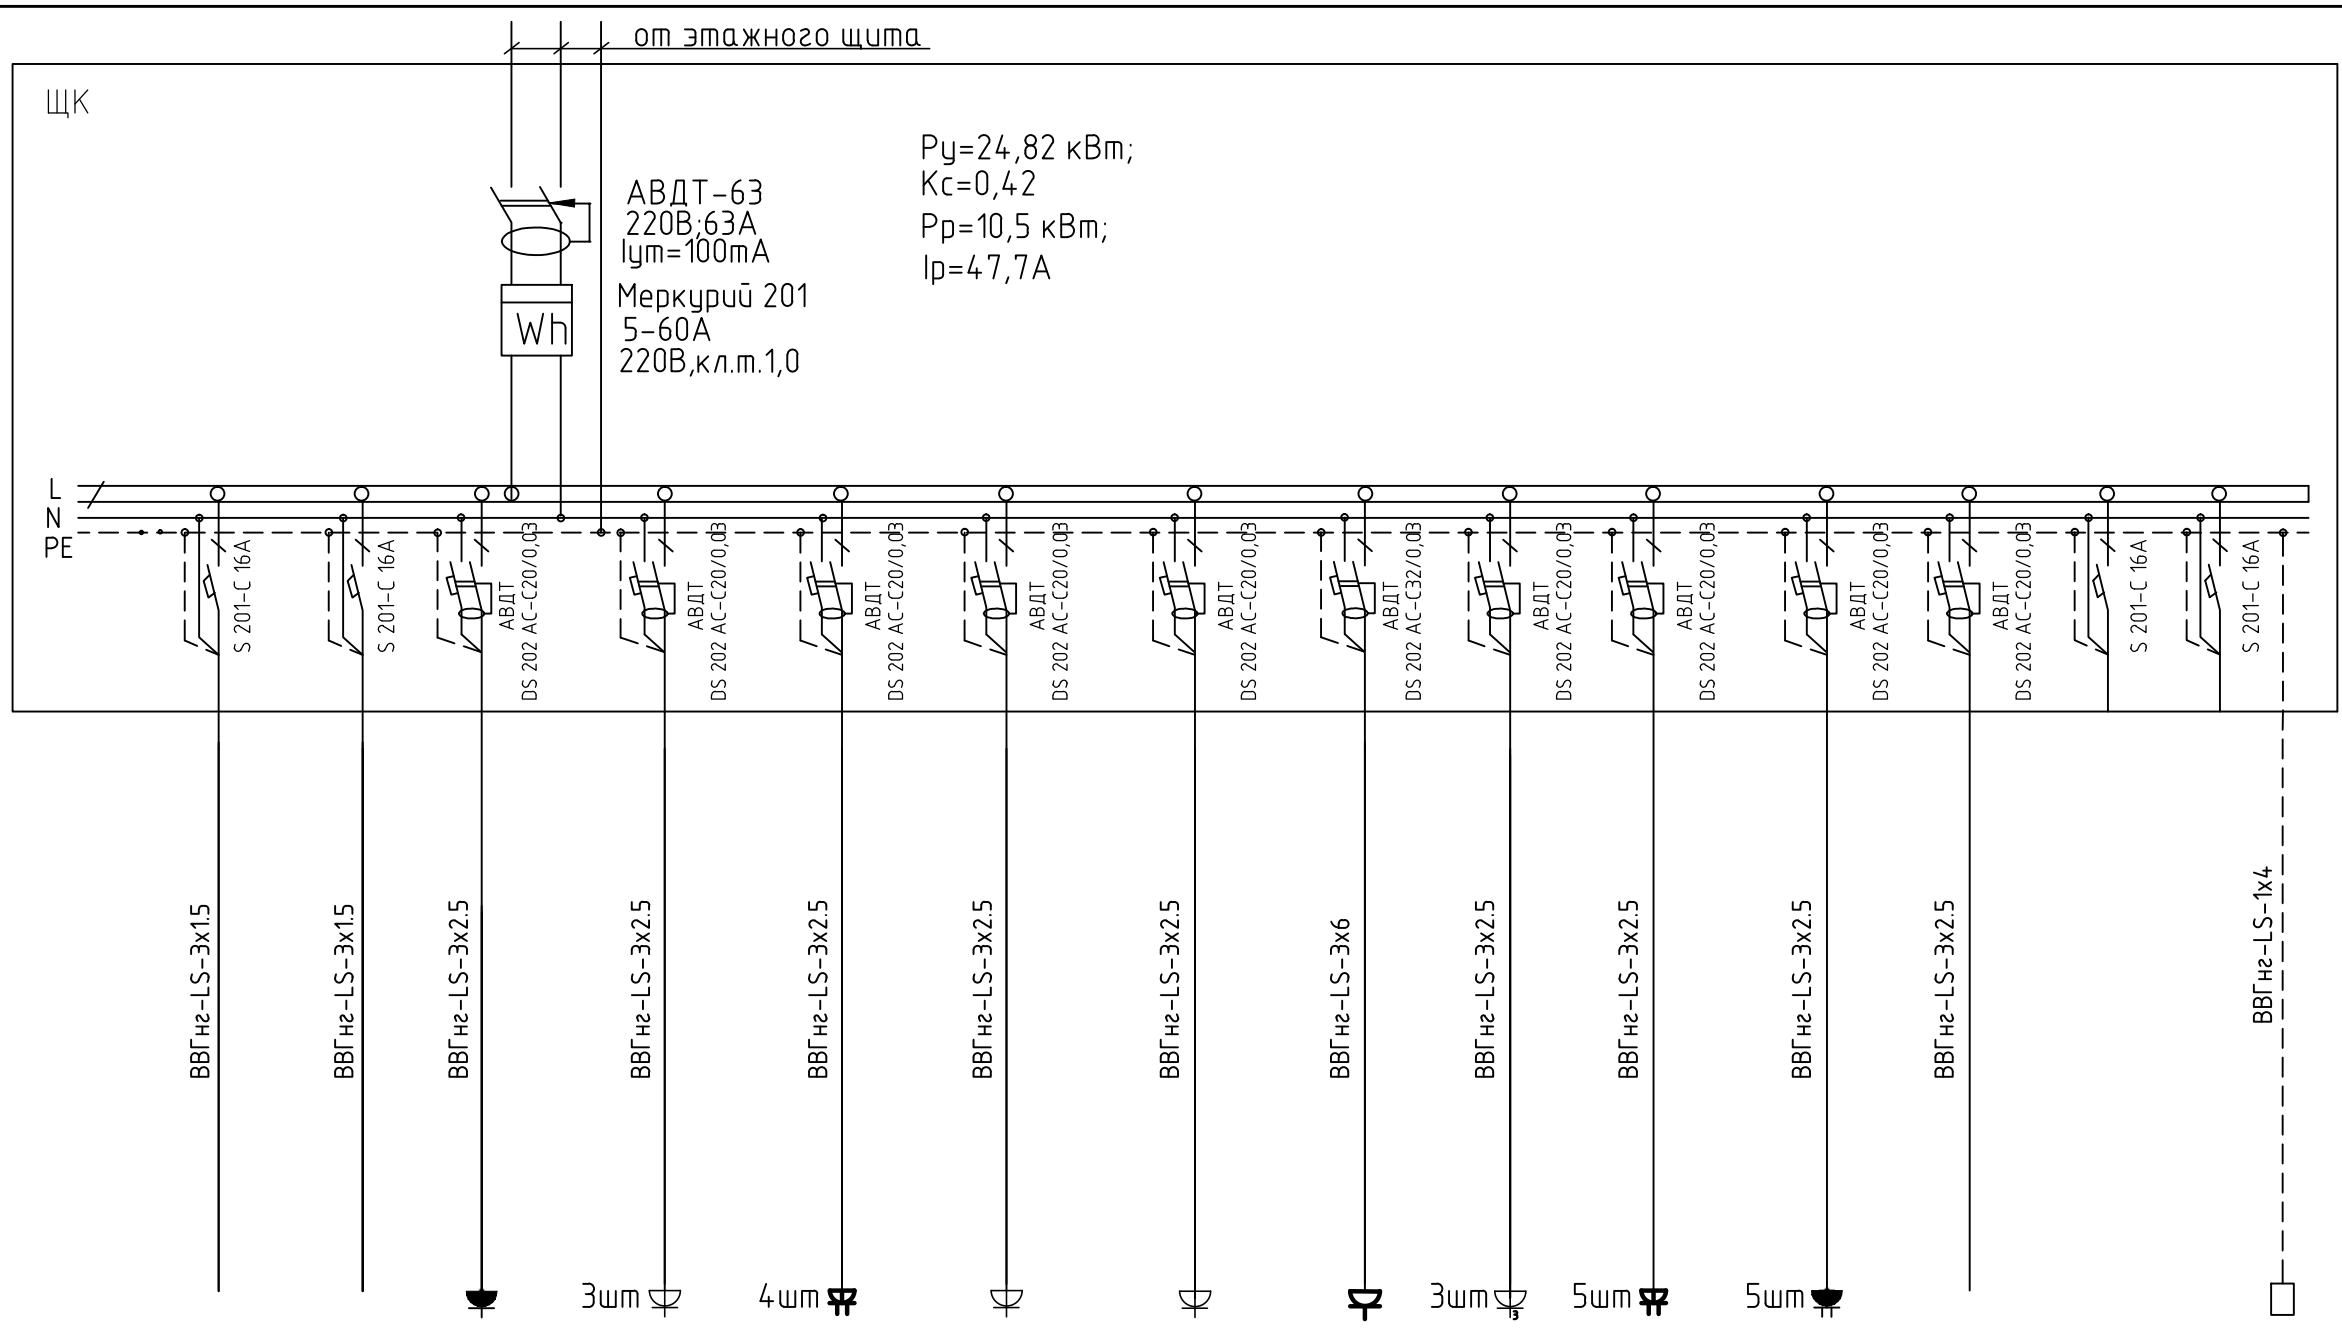 от этажного щита
ЩК
АВДТ-63
220В;63А
Iут=100mA
Ру=24,82 кВт;
Кс=0,42
Рр=10,5 кВт;
Iр=47,7А
Меркурий 201
5-60А
Wh
220В,кл.т.1,0
L
N
PE
S 201-C 16A
S 201-C 16A
АВДТ
DS 202 AC-C20/0,03
АВДТ
DS 202 AC-C20/0,03
АВДТ
DS 202 AC-C20/0,03
АВДТ
DS 202 AC-C20/0,03
АВДТ
DS 202 AC-C20/0,03
АВДТ
DS 202 AC-C32/0,03
АВДТ
DS 202 AC-C20/0,03
АВДТ
DS 202 AC-C20/0,03
АВДТ
DS 202 AC-C20/0,03
АВДТ
DS 202 AC-C20/0,03
S 201-C 16A
S 201-C 16A
ВВГнг-LS-3х1.5
ВВГнг-LS-3х1.5
ВВГнг-LS-3х2.5
ВВГнг-LS-3х2.5
ВВГнг-LS-3х2.5
ВВГнг-LS-3х2.5
ВВГнг-LS-3х2.5
ВВГнг-LS-3х6
ВВГнг-LS-3х2.5
ВВГнг-LS-3х2.5
ВВГнг-LS-3х2.5
ВВГнг-LS-3х2.5
ВВГнг-LS-1х4
3шт
4шт
3шт
3
5шт
5шт